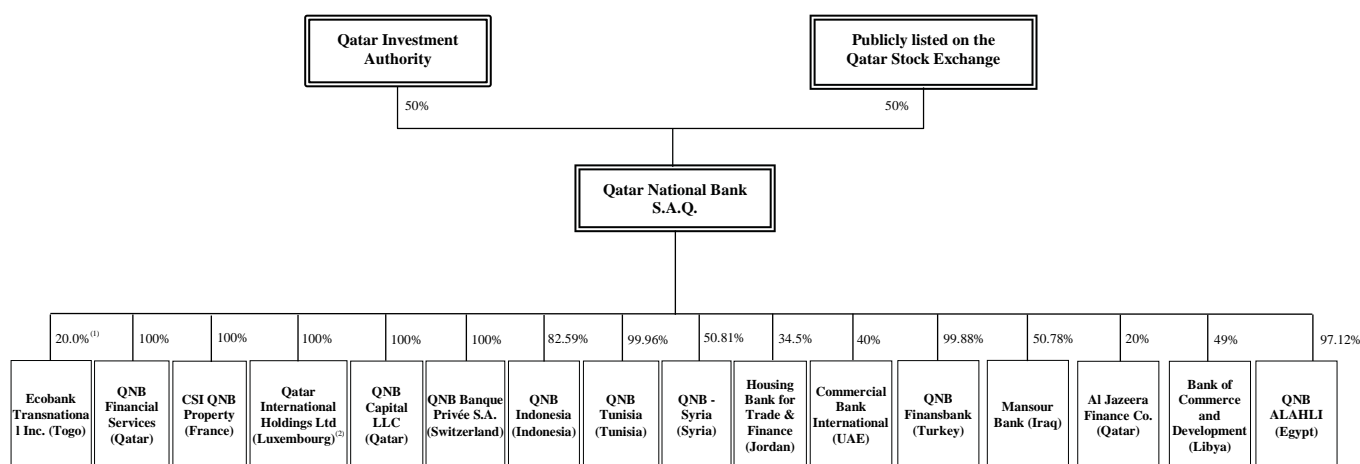 Qatar Investment
Authority
Publicly listed on the
Qatar Stock Exchange
50%
50%
Qatar National Bank
S.A.Q.
20.0% (1)
100%
100%
100%
100%
100%
82.59%
99.96%
50.81%
34.5%
40%
99.88%
50.78%
20%
49%
97.12%
Ecobank
Transnationa
l Inc. (Togo)
QNB
Financial
Services
(Qatar)
CSI QNB
Property
(France)
Qatar
International
Holdings Ltd
(Luxembourg)(2)
QNB
Capital
LLC
(Qatar)
QNB Banque
Privée S.A.
(Switzerland)
QNB
Indonesia
(Indonesia)
QNB
Tunisia
(Tunisia)
QNB -
Syria
(Syria)
Housing
Bank for
Trade &
Finance
(Jordan)
Commercial
Bank
International
(UAE)
QNB
Finansbank
(Turkey)
Mansour
Bank (Iraq)
Al Jazeera
Finance Co.
(Qatar)
Bank of
Commerce
and
Development
(Libya)
QNB
ALAHLI
(Egypt)